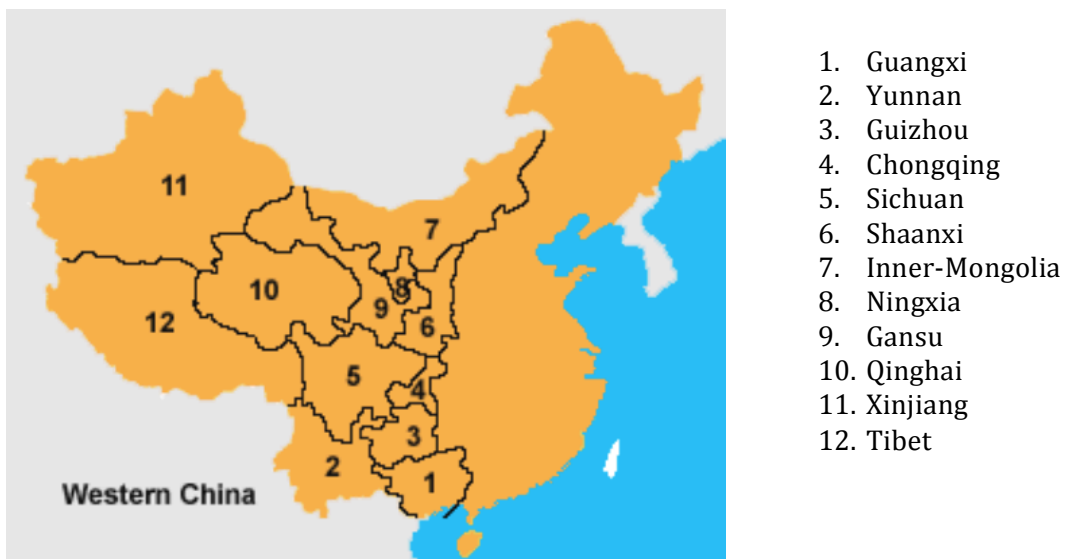 11
7
10
8
9
12
6
5
4
3
2
1
Western China
1. Guangxi
2. Yunnan
3. Guizhou
4. Chongqing
5. Sichuan
6. Shaanxi
7. Inner-Mongolia
8. Ningxia
9. Gansu
10. Qinghai
11. Xinjiang
12. Tibet